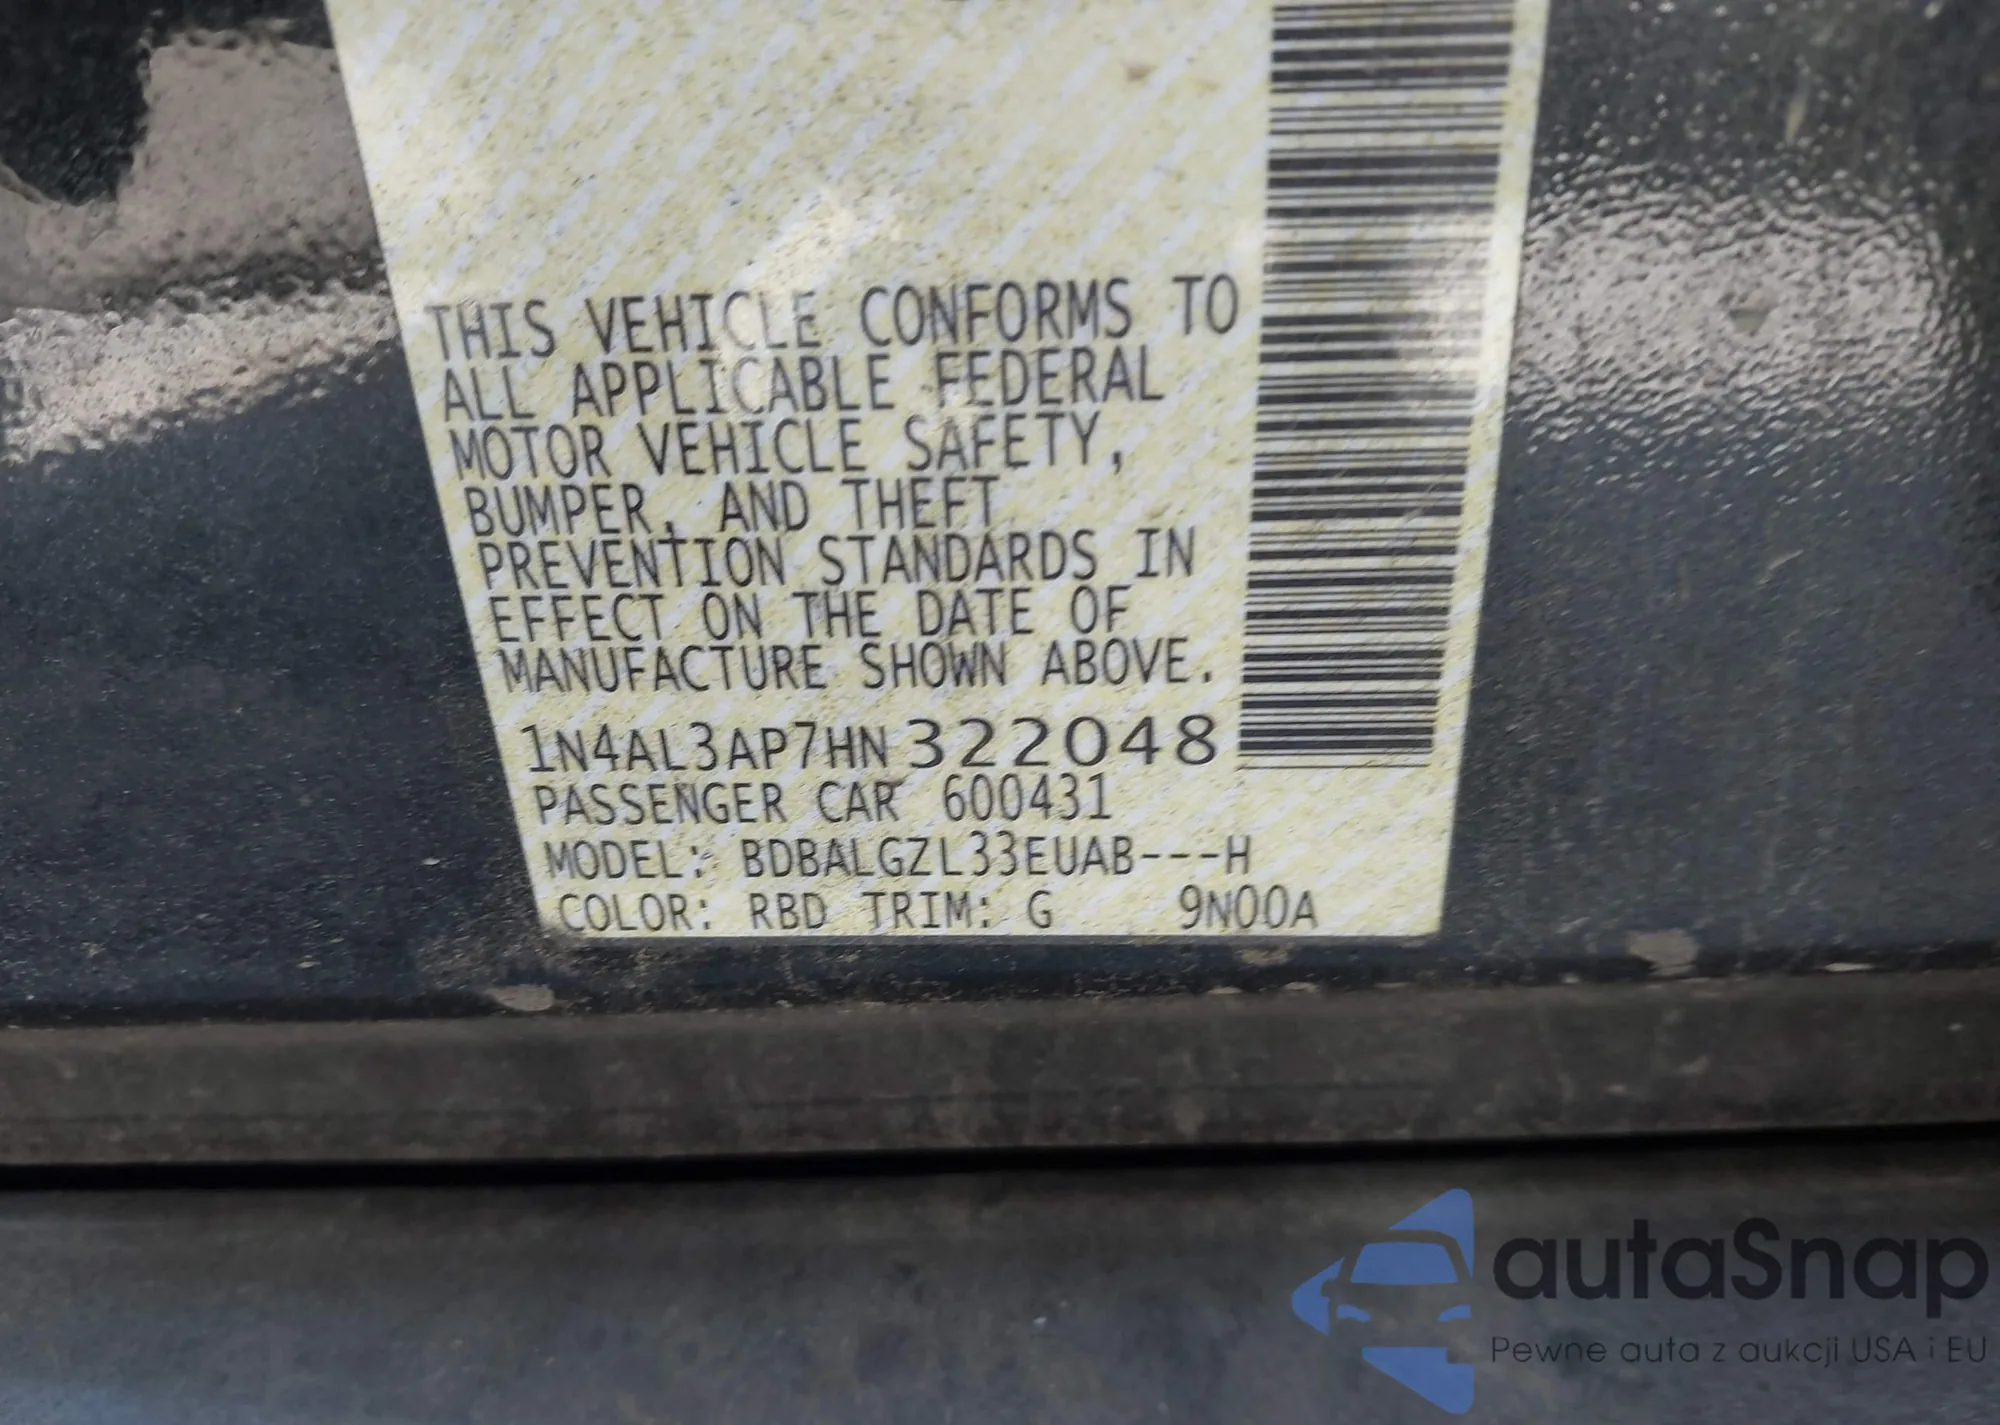 THIS VEHICLE CONFORMS TO
ALL APPLICABLE FEDERAL
MOTOR VEHICLE SAFETY,
BUMPER, AND THEFT
PREVENTION STANDARDS IN
EFFECT ON THE DATE OF
MANUFACTURE SHOWN ABOVE.
1N4AL3AP7HN322048
PASSENGER CAR 600431
MODEL: BDBALGZL33EUAB---H
COLOR: RBD TRIM: G 9N00A
autaSnap
Pewne auta z aukcji USA i EU